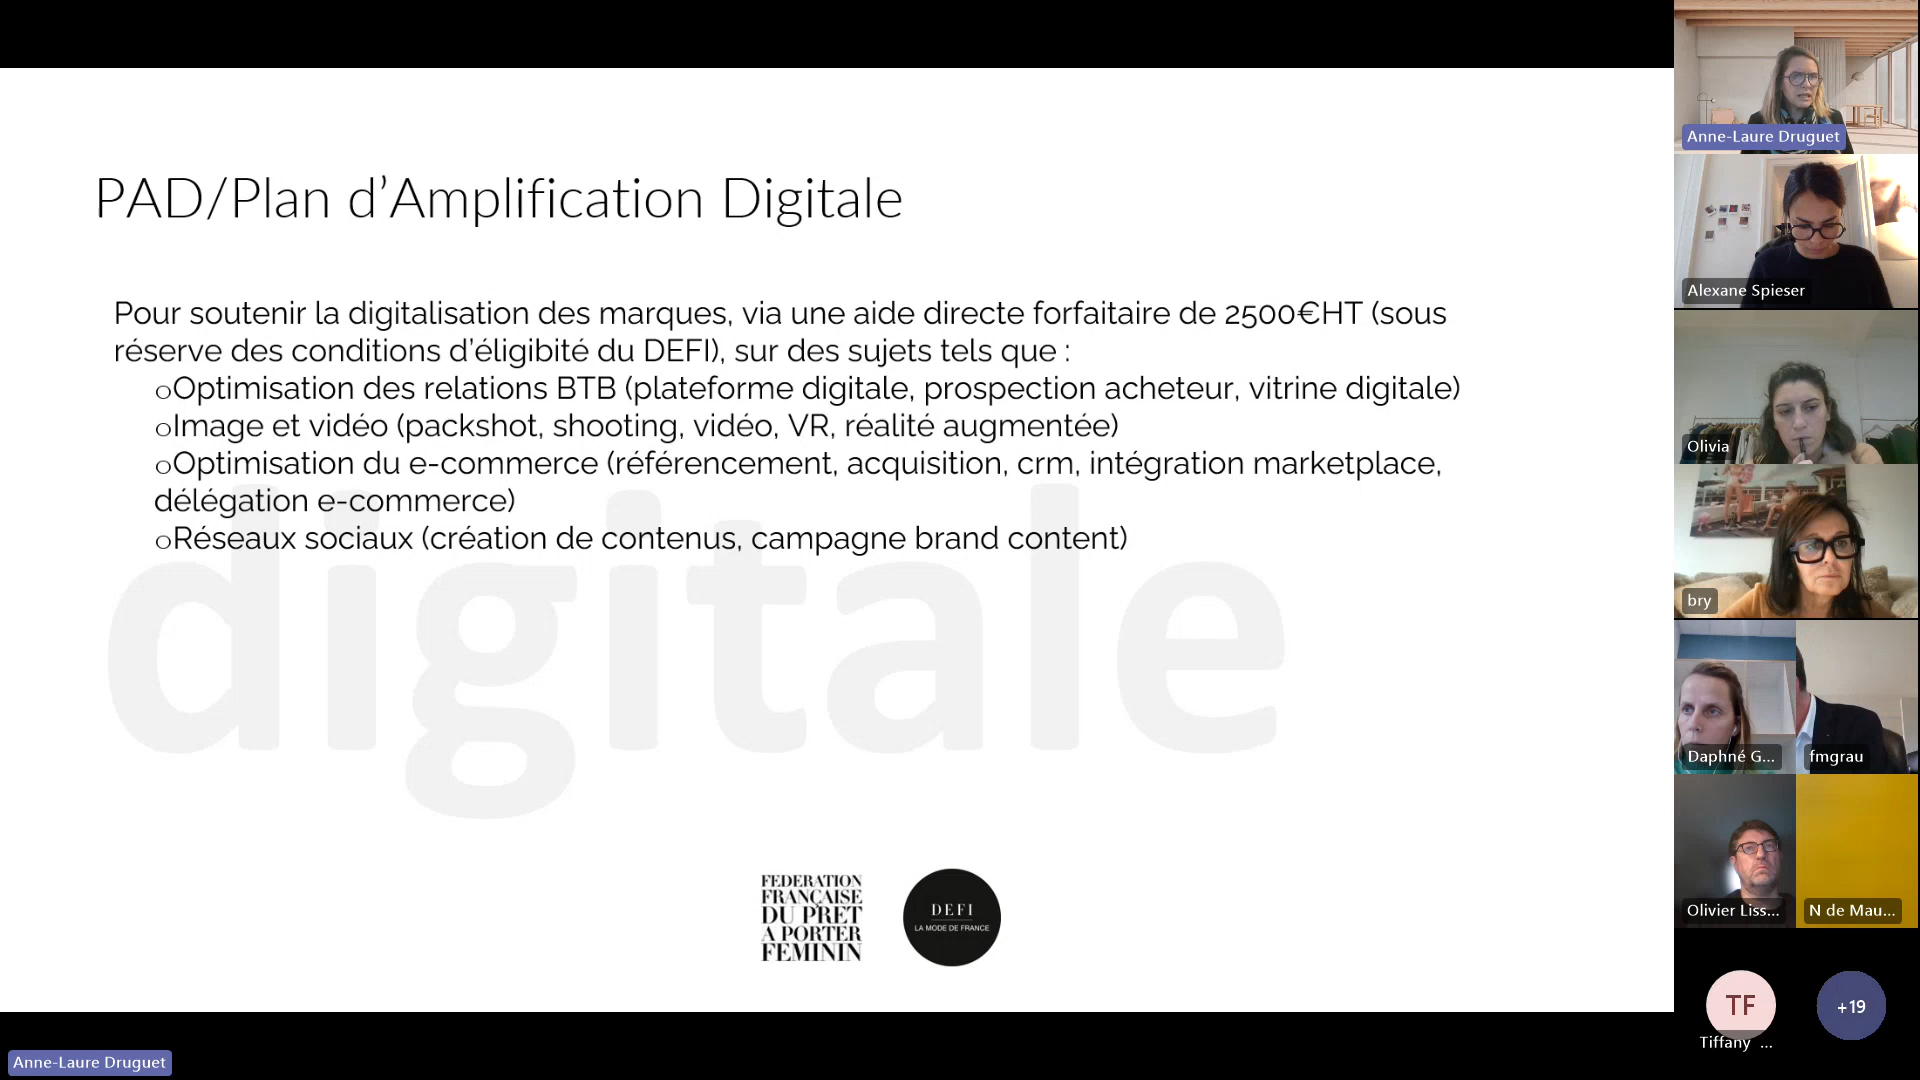 PAD/Plan d’Amplification Digitale
Pour soutenir la digitalisation des marques, via une aide directe forfaitaire de 2500€HT (sous
réserve des conditions d’éligibité du DEFI), sur des sujets tels que :
oOptimisation des relations BTB (plateforme digitale, prospection acheteur, vitrine digitale)
oImage et vidéo (packshot, shooting, vidéo, VR, réalité augmentée)
oOptimisation du e-commerce (référencement, acquisition, crm, intégration marketplace,
délégation e-commerce)
oRéseaux sociaux (création de contenus, campagne brand content)
digitale
FEDERATION
FRANÇAISE
DU PRET
A PORTER
FEMININ
DEFI
LA MODE DE FRANCE
Anne-Laure Druguet
Anne-Laure Druguet
Alexane Spieser
Olivia
bry
Daphné G...
fmgrau
Olivier Liss...
N de Mau...
TF
Tiffany ...
+19